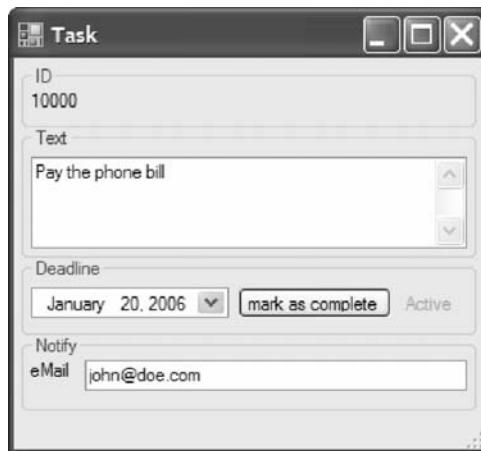 Task
ID
10000
Text
Pay the phone bill
Deadline
January 20, 2006 mark as complete Active
Notify
eMail john@doe.com